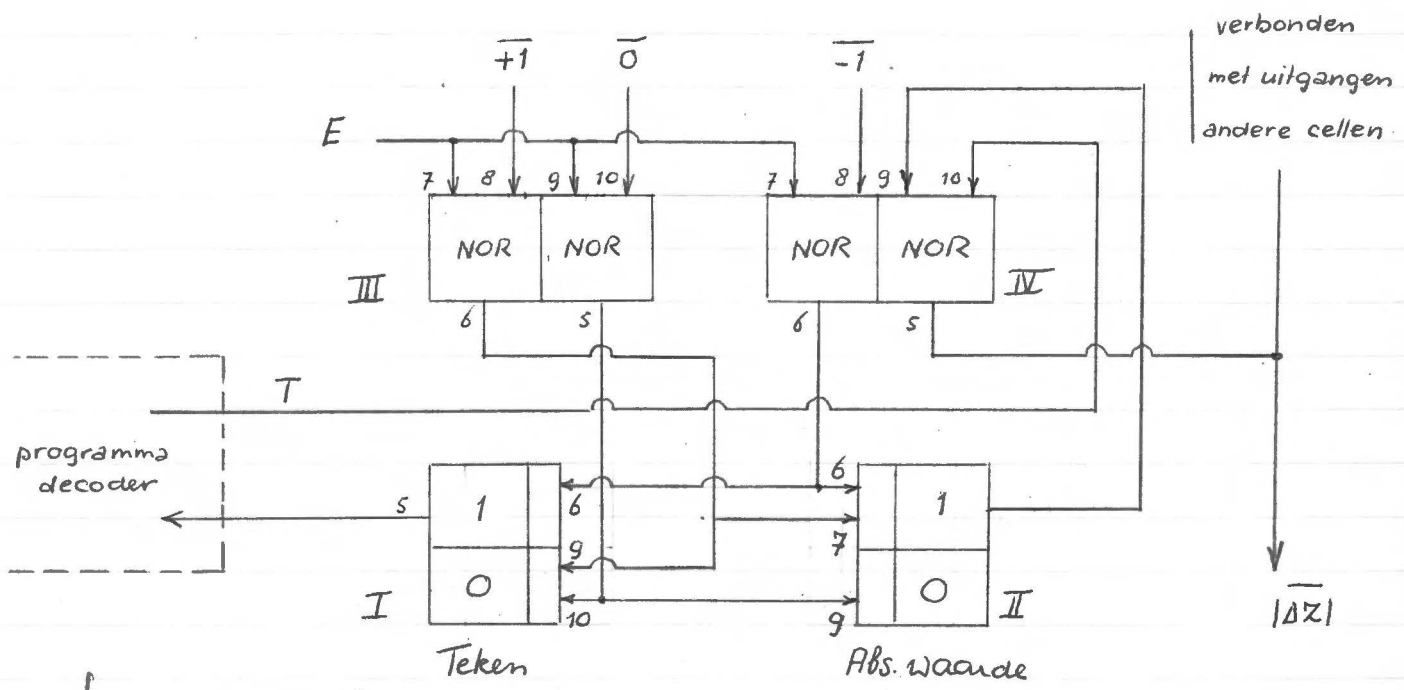 verbonden
met uitgangen
andere cellen
+1 0 -1
E
7 8 9 10 7 8 9 10
NOR NOR NOR NOR
III IV
6 5 6 5
T
programma
decoder
5 1 6 6 1
9 7
0 0
I 10 9 II
|ΔZ|
Teken Abs. waarde